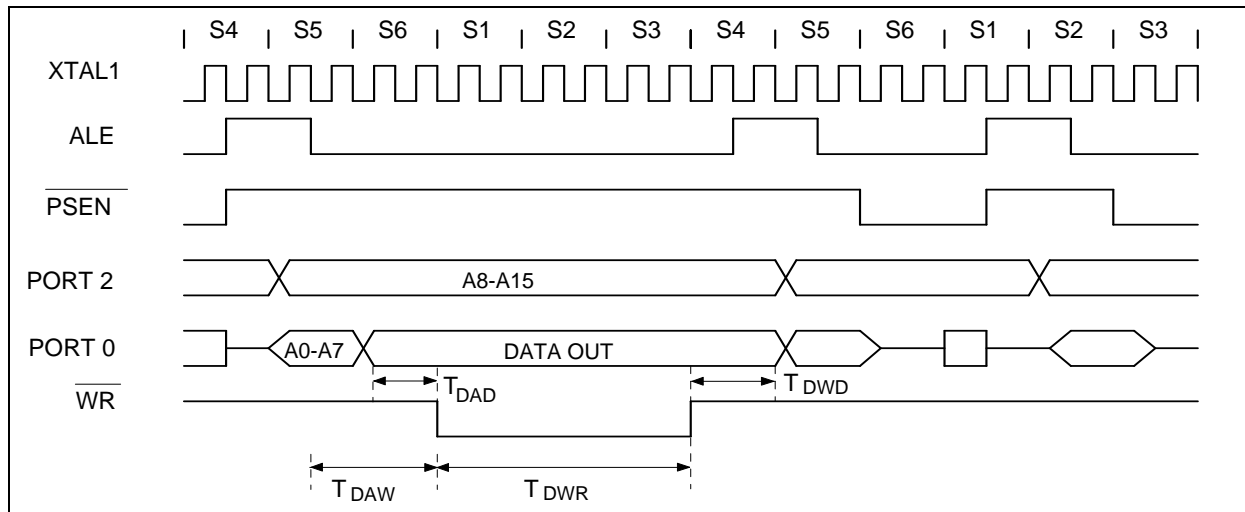 S4 S5 S6 S1 S2 S3 S4 S5 S6 S1 S2 S3
XTAL1
ALE
PSEN
PORT 2 A8-A15
PORT 0 A0-A7 DATA OUT
WR TDAD TDWD
TDAW TDWR